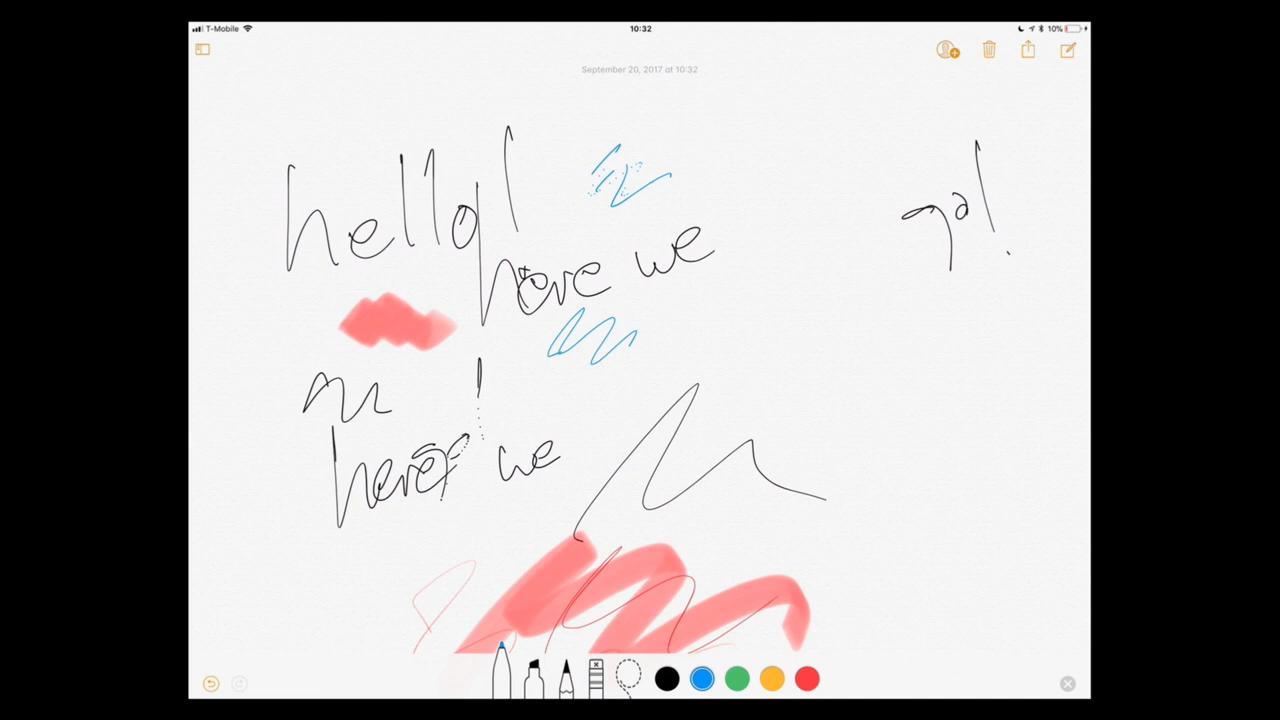 T-Mobile 10:32 10%
September 20, 2017 at 10:32
hello!
here we go!
here we